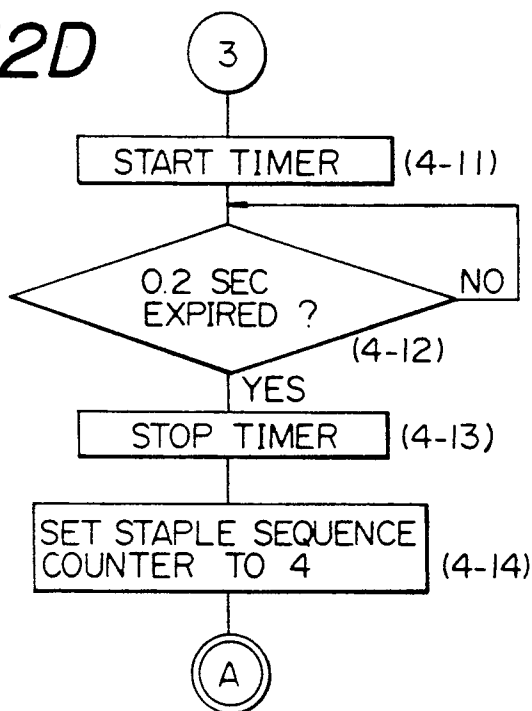 2D
3
START TIMER (4-11)
0.2 SEC
EXPIRED ?
NO
(4-12)
YES
STOP TIMER (4-13)
SET STAPLE SEQUENCE
COUNTER TO 4 (4-14)
A